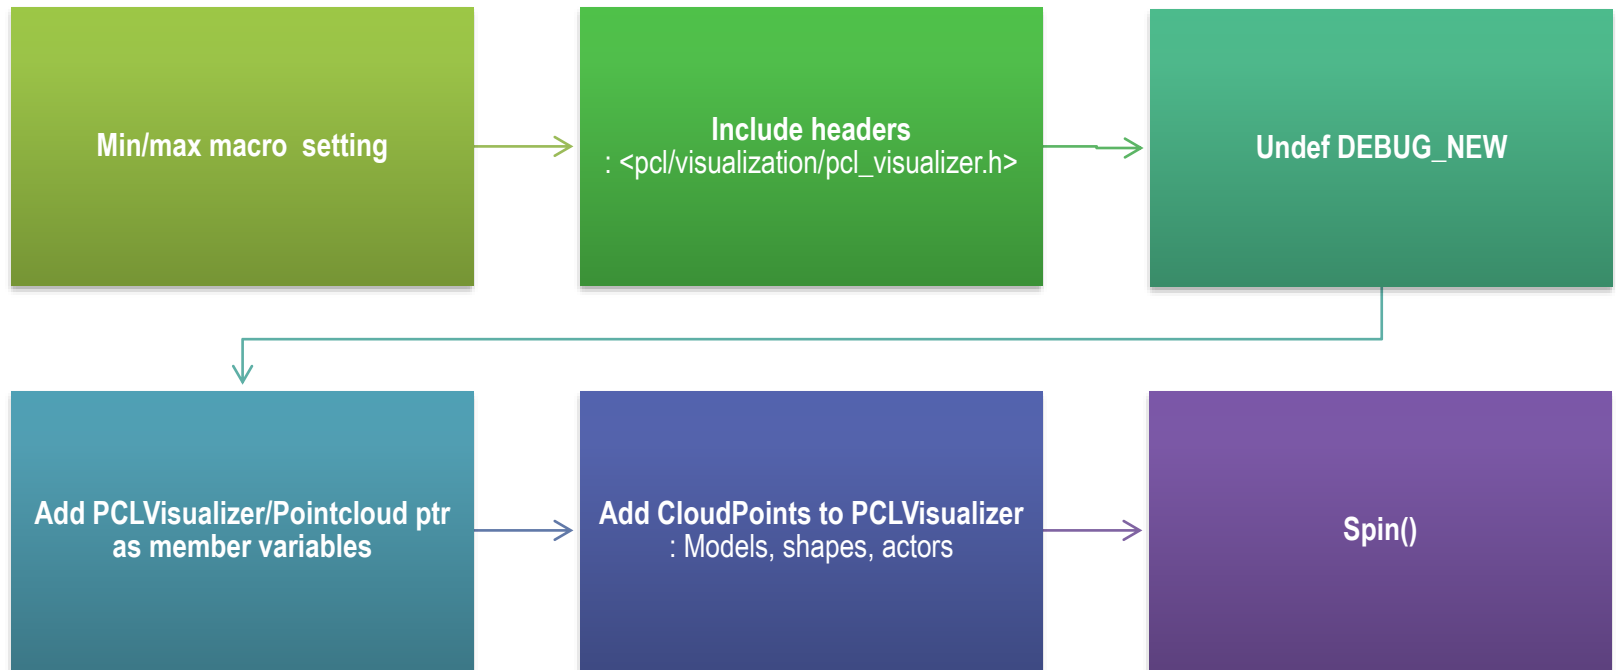 Min/max macro  setting
Include headers
: <pcl/visualization/pcl_visualizer.h>
Undef DEBUG_NEW
Add PCLVisualizer/Pointcloud ptr
as member variables
Add CloudPoints to PCLVisualizer
: Models, shapes, actors
Spin()